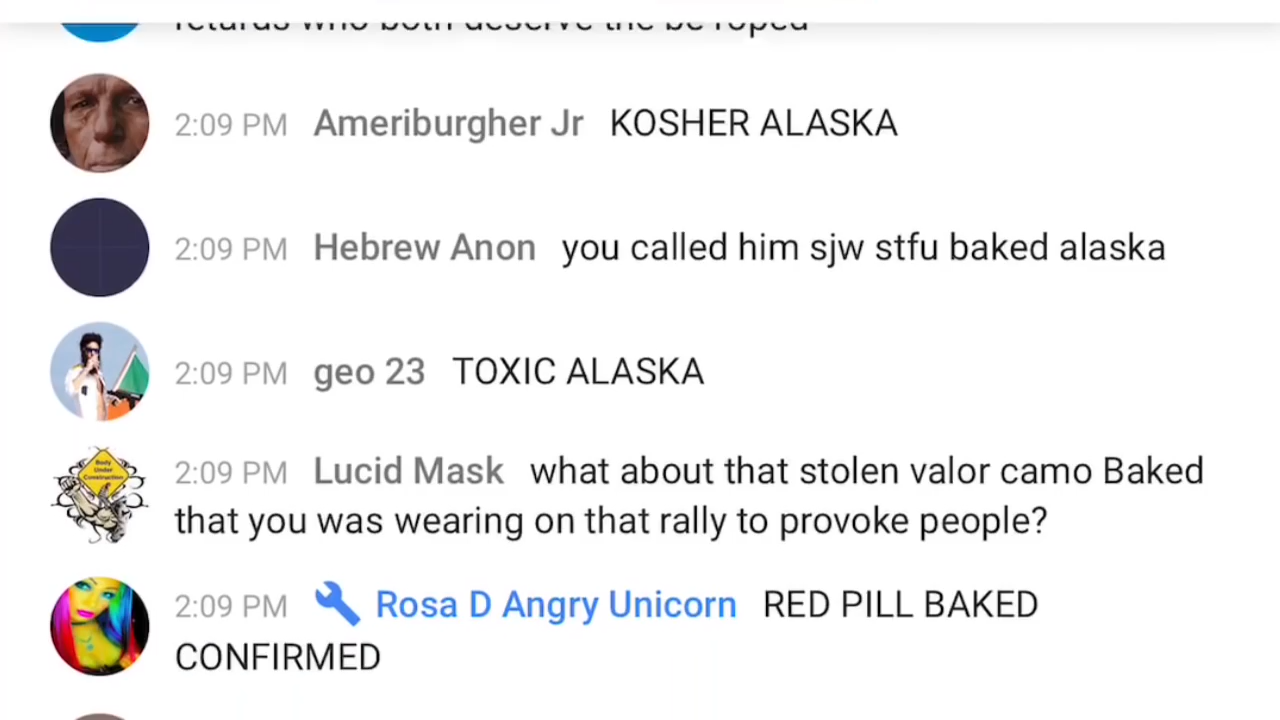 retards who both deserve the be roped
2:09 PM Ameriburgher Jr KOSHER ALASKA
2:09 PM Hebrew Anon you called him sjw stfu baked alaska
2:09 PM geo 23 TOXIC ALASKA
Body
Under
Construction
2:09 PM Lucid Mask what about that stolen valor camo Baked
that you was wearing on that rally to provoke people?
2:09 PM Rosa D Angry Unicorn RED PILL BAKED
CONFIRMED